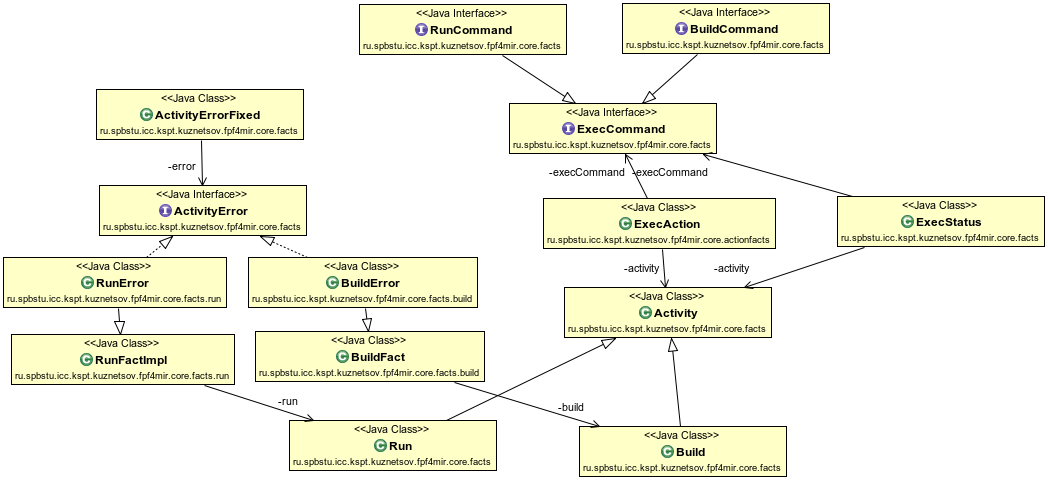 <<Java Interface>>
RunCommand
ru.spbstu.icc.kspt.kuznetsov.fpf4mir.core.facts
<<Java Interface>>
BuildCommand
ru.spbstu.icc.kspt.kuznetsov.fpf4mir.core.facts
<<Java Class>>
ActivityErrorFixed
ru.spbstu.icc.kspt.kuznetsov.fpf4mir.core.facts
<<Java Interface>>
ExecCommand
ru.spbstu.icc.kspt.kuznetsov.fpf4mir.core.facts
-error
-execCommand
-execCommand
<<Java Interface>>
ActivityError
ru.spbstu.icc.kspt.kuznetsov.fpf4mir.core.facts
<<Java Class>>
ExecAction
ru.spbstu.icc.kspt.kuznetsov.fpf4mir.core.actionfacts
<<Java Class>>
ExecStatus
ru.spbstu.icc.kspt.kuznetsov.fpf4mir.core.facts
<<Java Class>>
RunError
ru.spbstu.icc.kspt.kuznetsov.fpf4mir.core.facts.run
<<Java Class>>
BuildError
ru.spbstu.icc.kspt.kuznetsov.fpf4mir.core.facts.build
-activity
-activity
<<Java Class>>
Activity
ru.spbstu.icc.kspt.kuznetsov.fpf4mir.core.facts
<<Java Class>>
RunFactImpl
ru.spbstu.icc.kspt.kuznetsov.fpf4mir.core.facts.run
<<Java Class>>
BuildFact
ru.spbstu.icc.kspt.kuznetsov.fpf4mir.core.facts.build
-run
-build
<<Java Class>>
Run
ru.spbstu.icc.kspt.kuznetsov.fpf4mir.core.facts
<<Java Class>>
Build
ru.spbstu.icc.kspt.kuznetsov.fpf4mir.core.facts